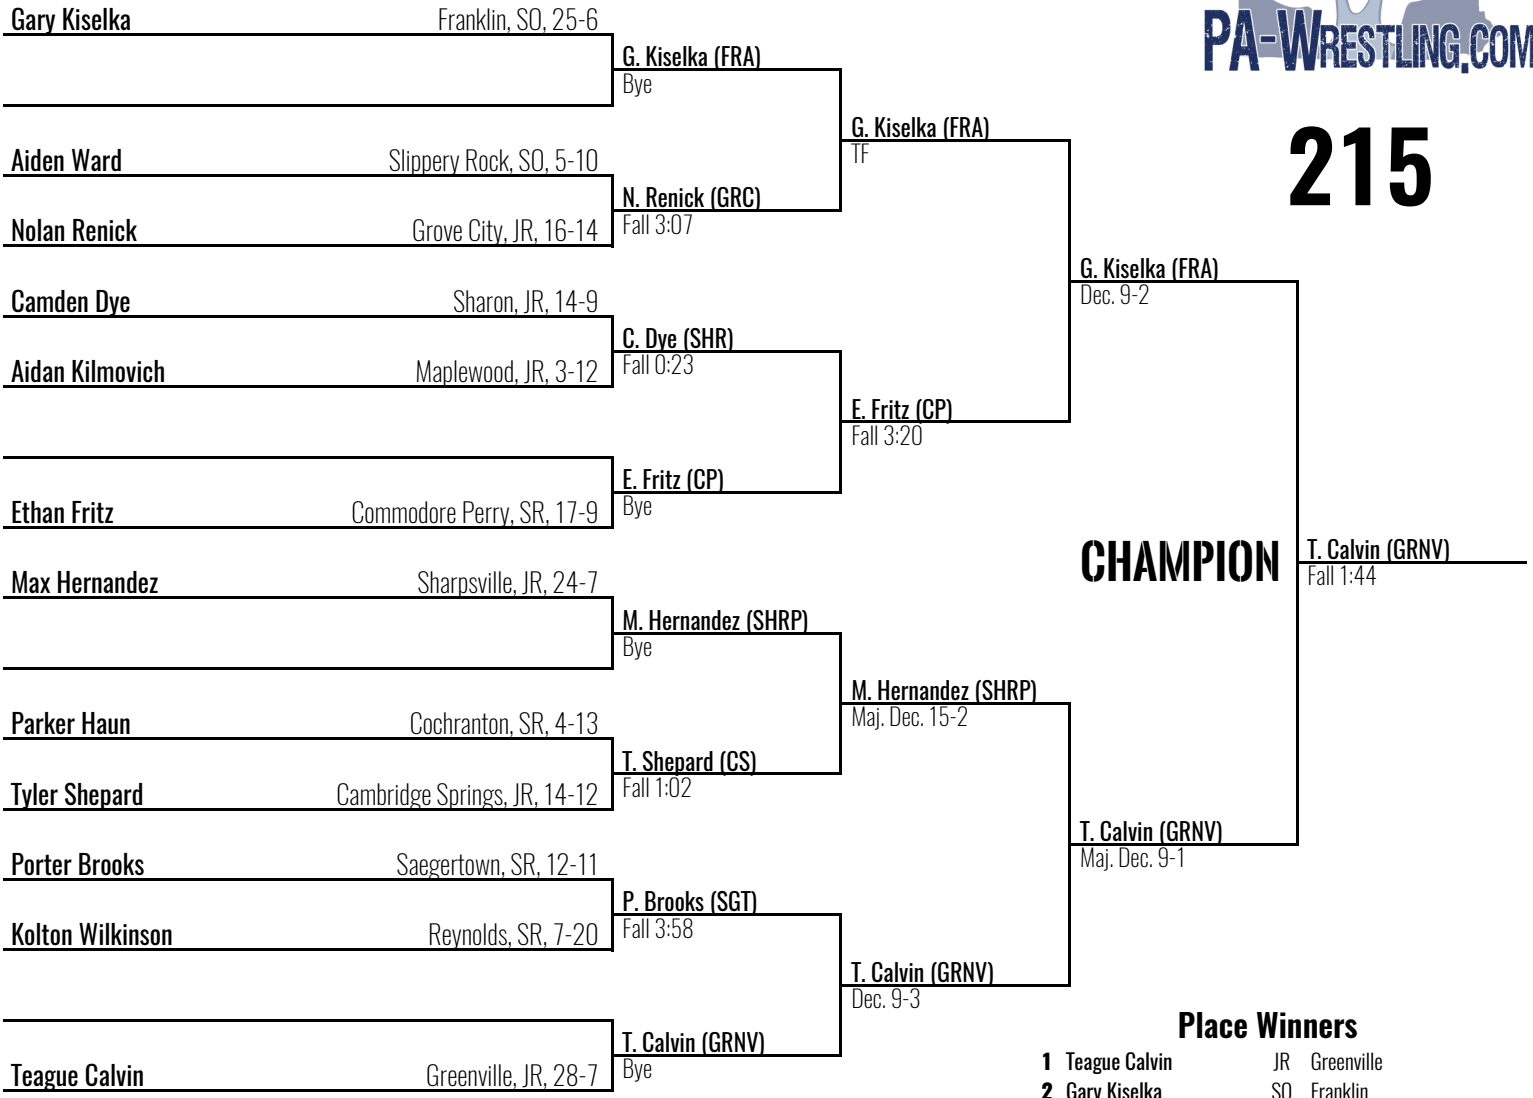 PA-WRESTLING.COM
215
Gary Kiselka Franklin, SO, 25-6
G. Kiselka (FRA)
Bye
Aiden Ward Slippery Rock, SO, 5-10
Nolan Renick Grove City, JR, 16-14
N. Renick (GRC)
Fall 3:07
G. Kiselka (FRA)
TF
Camden Dye Sharon, JR, 14-9
Aidan Kilmovich Maplewood, JR, 3-12
C. Dye (SHR)
Fall 0:23
Ethan Fritz Commodore Perry, SR, 17-9
E. Fritz (CP)
Bye
E. Fritz (CP)
Fall 3:20
G. Kiselka (FRA)
Dec. 9-2
Max Hernandez Sharpsville, JR, 24-7
M. Hernandez (SHRP)
Bye
Parker Haun Cochranton, SR, 4-13
Tyler Shepard Cambridge Springs, JR, 14-12
T. Shepard (CS)
Fall 1:02
M. Hernandez (SHRP)
Maj. Dec. 15-2
Porter Brooks Saegertown, SR, 12-11
Kolton Wilkinson Reynolds, SR, 7-20
P. Brooks (SGT)
Fall 3:58
Teague Calvin Greenville, JR, 28-7
T. Calvin (GRNV)
Bye
T. Calvin (GRNV)
Dec. 9-3
T. Calvin (GRNV)
Maj. Dec. 9-1
CHAMPION
T. Calvin (GRNV)
Fall 1:44
Place Winners
1 Teague Calvin JR Greenville
2 Gary Kiselka SO Franklin